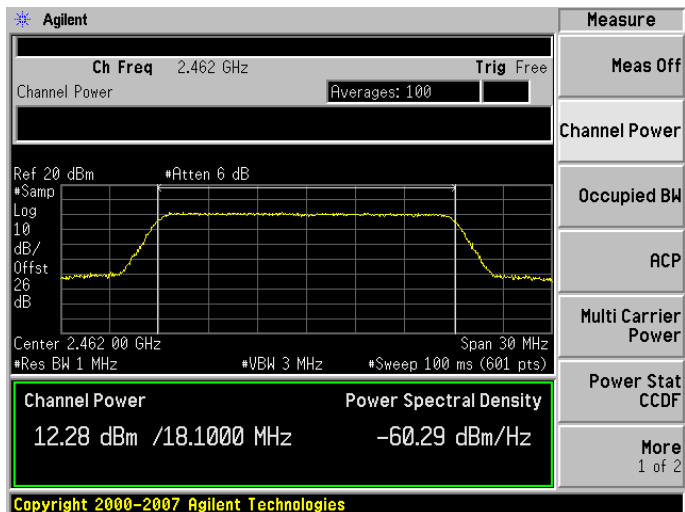 Agilent
Measure
Ch Freq 2.462 GHz Trig Free
Channel Power Averages: 100
Ref 20 dBm #Atten 6 dB
#Samp
Log
10
dB/
Offst
26
dB
Center 2.462 00 GHz Span 30 MHz
#Res BW 1 MHz #VBW 3 MHz #Sweep 100 ms (601 pts)
Channel Power Power Spectral Density
12.28 dBm /18.1000 MHz -60.29 dBm/Hz
Copyright 2000-2007 Agilent Technologies
Meas Off
Channel Power
Occupied BW
ACP
Multi Carrier
Power
Power Stat
CCDF
More
1 of 2